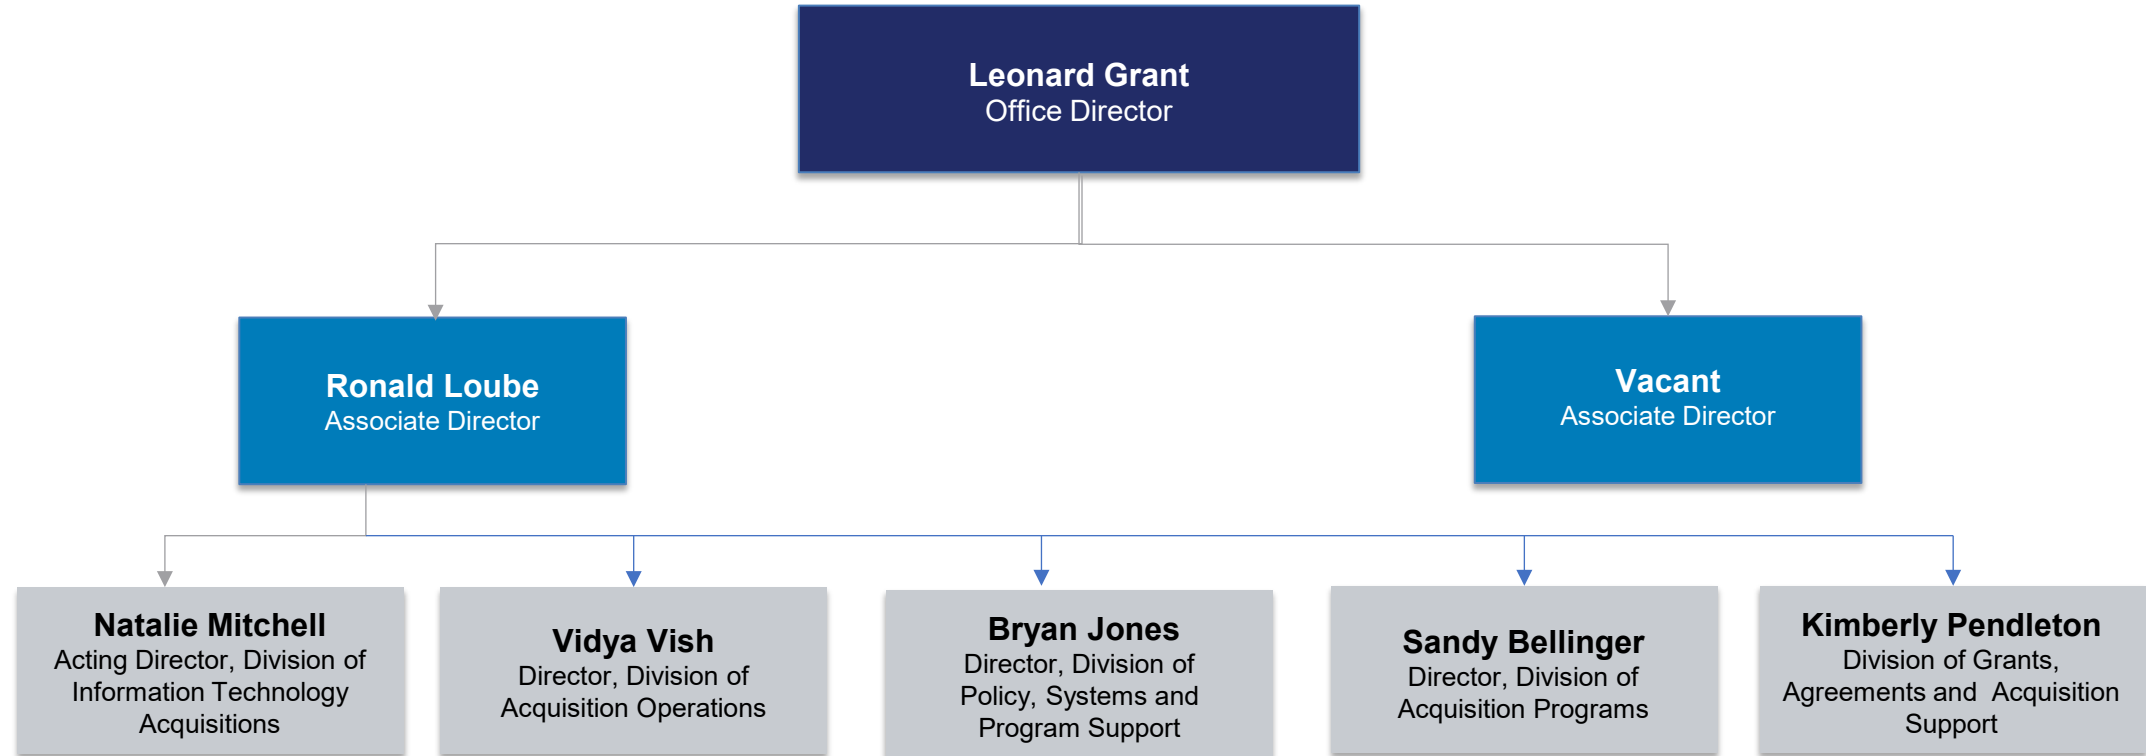 Leonard Grant
Office Director
Ronald Loube
Associate Director
Vacant
Associate Director
Natalie Mitchell
Acting Director, Division of
Information Technology
Acquisitions
Vidya Vish
Director, Division of
Acquisition Operations
Bryan Jones
Director, Division of
Policy, Systems and
Program Support
Sandy Bellinger
Director, Division of
Acquisition Programs
Kimberly Pendleton
Division of Grants,
Agreements and  Acquisition
Support